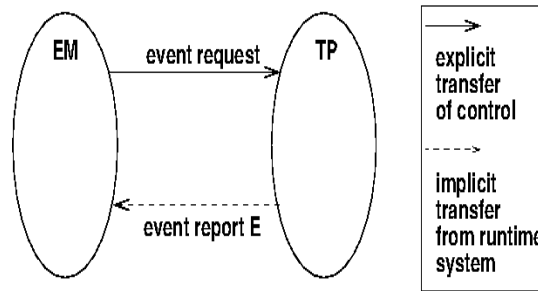 EM
event request
TP
event report E
explicit
transfer
of control
implicit
transfer
from runtime
system